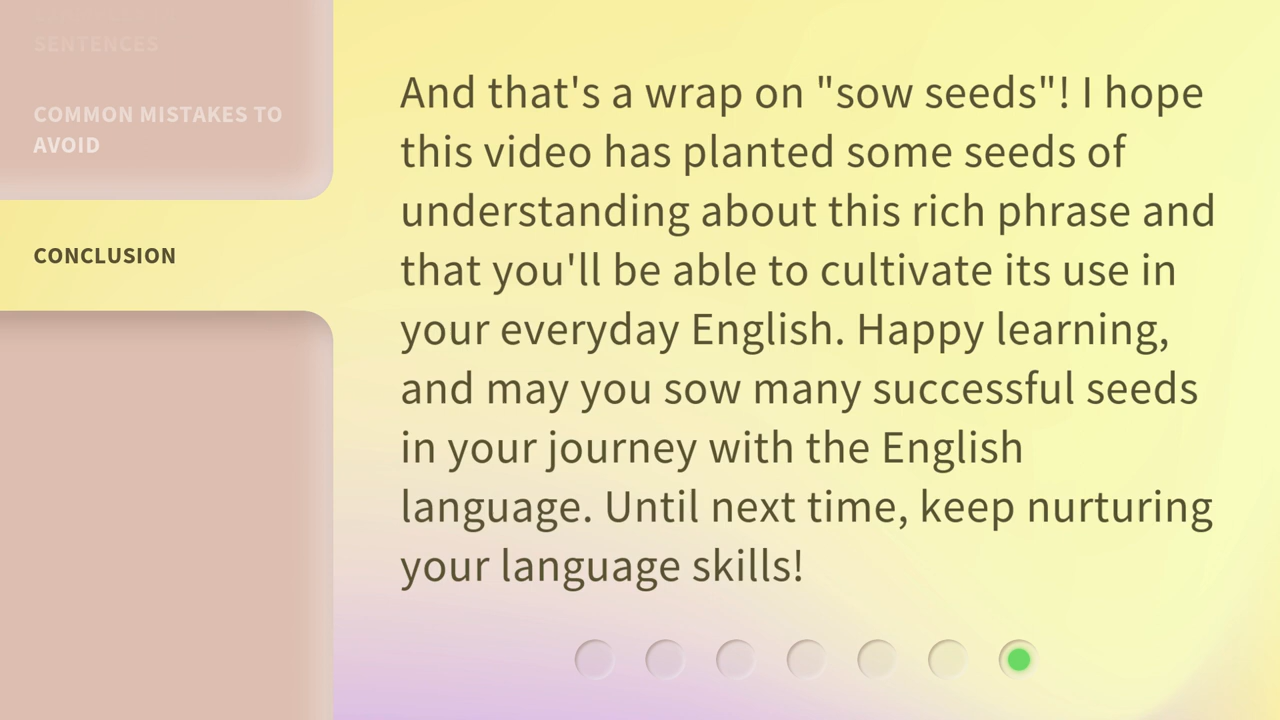 SENTENCES
COMMON MISTAKES TO
AVOID
CONCLUSION
And that's a wrap on "sow seeds"! I hope
this video has planted some seeds of
understanding about this rich phrase and
that you'll be able to cultivate its use in
your everyday English. Happy learning,
and may you sow many successful seeds
in your journey with the English
language. Until next time, keep nurturing
your language skills!